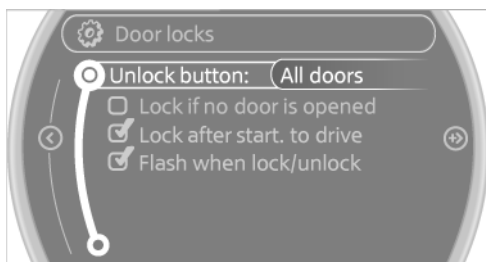 Door locks
Unlock button: All doors
Lock if no door is opened
Lock after start. to drive
Flash when lock/unlock